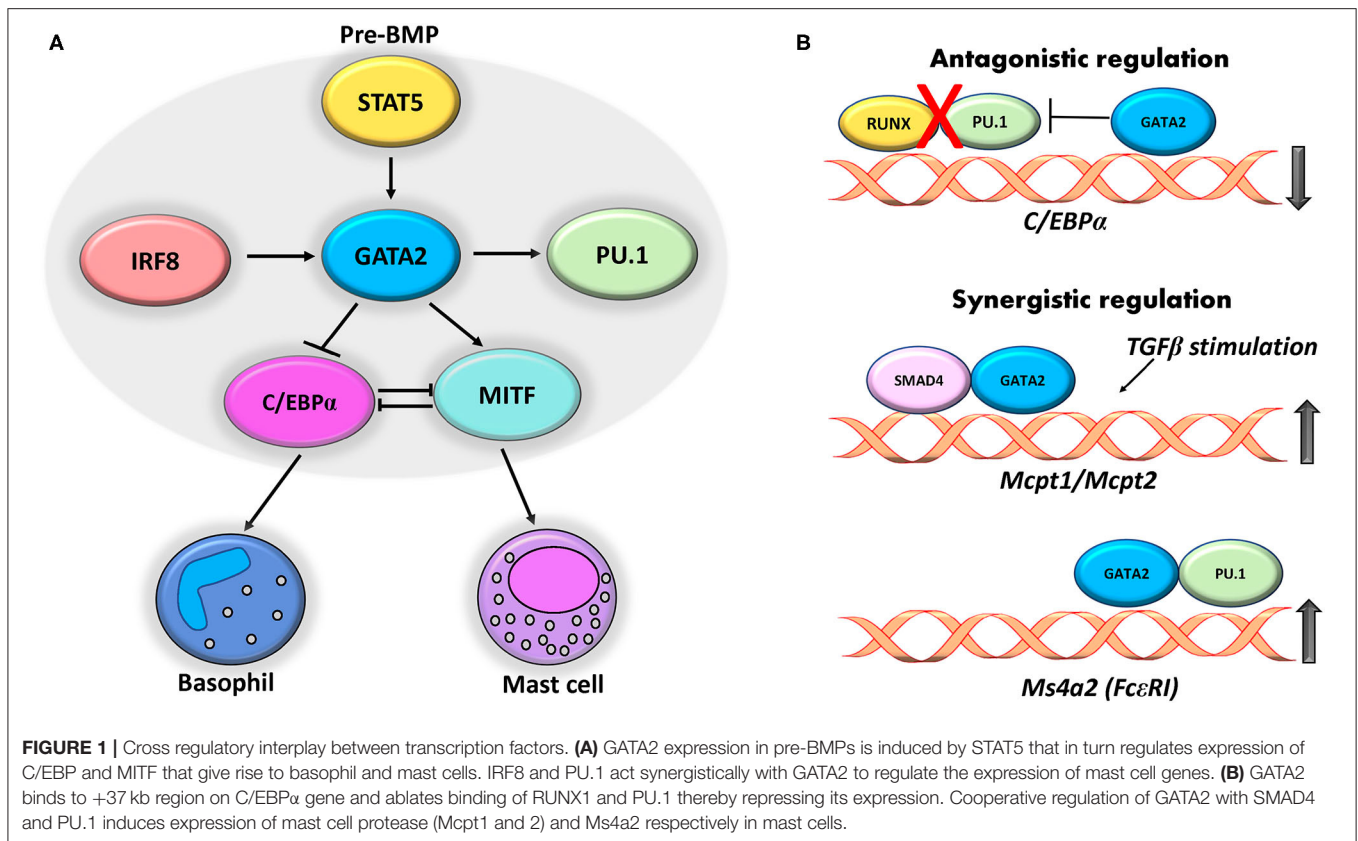 A
Pre-BMP
STAT5
IRF8
GATA2
PU.1
C/EBPα
MITF
Basophil
Mast cell
B
Antagonistic regulation
RUNX
PU.1
GATA2
C/EBPα
Synergistic regulation
TGFβ stimulation
SMAD4
GATA2
Mcpt1/Mcpt2
GATA2
PU.1
Ms4a2 (FcεRI)
FIGURE 1 | Cross regulatory interplay between transcription factors. (A) GATA2 expression in pre-BMPs is induced by STAT5 that in turn regulates expression of
C/EBP and MITF that give rise to basophil and mast cells. IRF8 and PU.1 act synergistically with GATA2 to regulate the expression of mast cell genes. (B) GATA2
binds to +37 kb region on C/EBPα gene and ablates binding of RUNX1 and PU.1 thereby repressing its expression. Cooperative regulation of GATA2 with SMAD4
and PU.1 induces expression of mast cell protease (Mcpt1 and 2) and Ms4a2 respectively in mast cells.